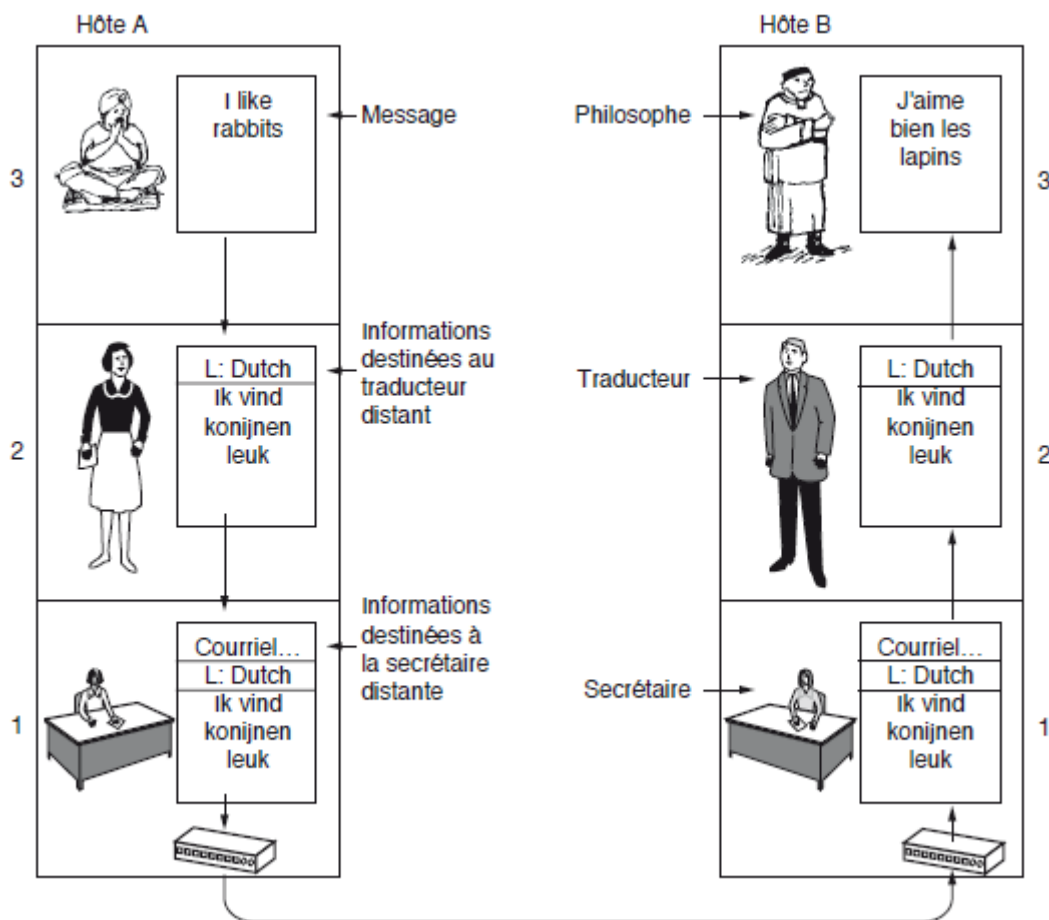 Hôte A
Hôte B
I like
rabbits
Message
Philosophe
J'aime
bien les
lapins
3
3
Informations
destinées au
traducteur
distant
L: Dutch
Ik vind
konijnen
leuk
Traducteur
L: Dutch
Ik vind
konijnen
leuk
2
2
Informations
destinées à
la secrétaire
distante
Courriel...
L: Dutch
Ik vind
konijnen
leuk
Secrétaire
Courriel...
L: Dutch
Ik vind
konijnen
leuk
1
1